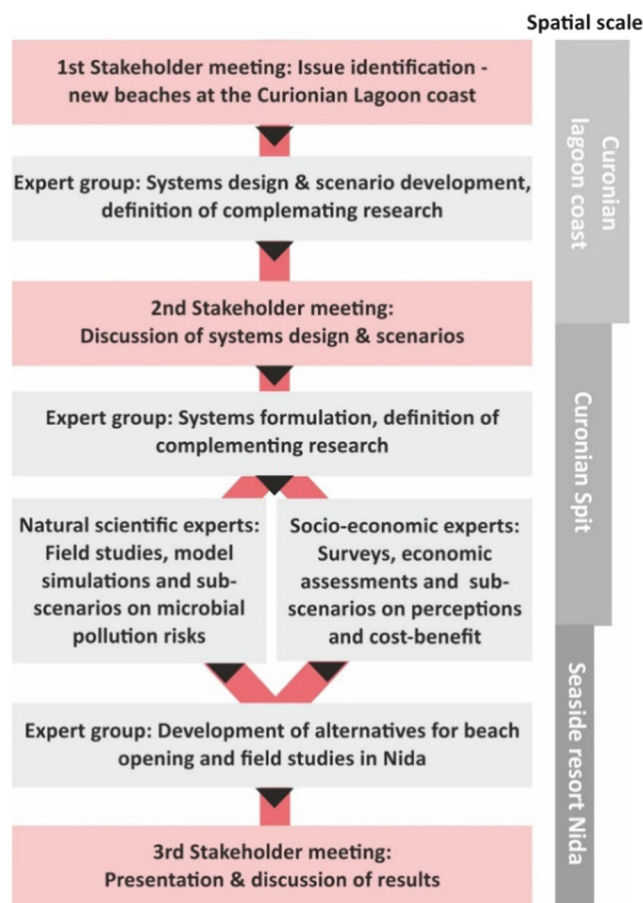 Spatial scale
1st Stakeholder meeting: Issue identification -
new beaches at the Curionian Lagoon coast
Expert group: Systems design & scenario development,
definition of complemating research
2nd Stakeholder meeting:
Discussion of systems design & scenarios
Expert group: Systems formulation, definition of
complementing research
Natural scientific experts:
Field studies, model
simulations and sub-
scenarios on microbial
pollution risks
Socio-economic experts:
Surveys, economic
assessments and sub-
scenarios on perceptions
and cost-benefit
Expert group: Development of alternatives for beach
opening and field studies in Nida
3rd Stakeholder meeting:
Presentation & discussion of results
Curonian
lagoon coast
Curonian Spit
Seaside resort Nida